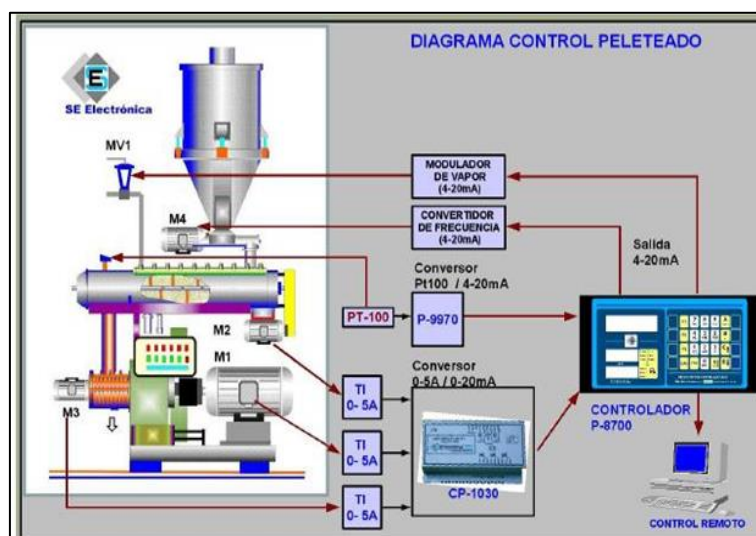 DIAGRAMA CONTROL PELETEADO
ES
SE Electrónica
MV1
MODULADOR
DE VAPOR
(4-20mA)
M4
CONVERTIDOR
DE FRECUENCIA
(4-20mA)
Salida
4-20mA
Conversor
Pt100 / 4-20mA
PT-100
P-9970
M2
M1
Conversor
0-5A / 0-20mA
TI
0- 5A
M3
CONTROLADOR
P-8700
TI
0- 5A
CP-1030
TI
0- 5A
CONTROL REMOTO